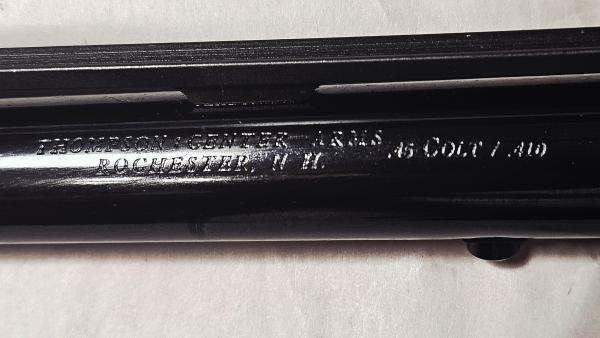 THOMPSON / CENTER ARMS
ROCHESTER, N. H.
.45 COLT / .410